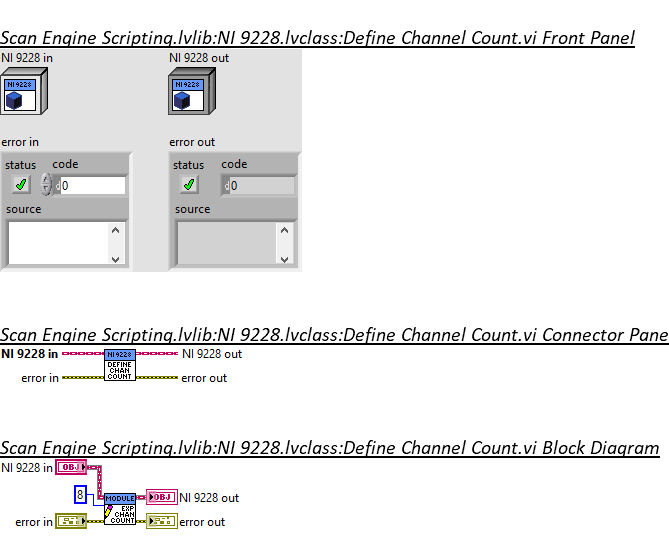 Scan Engine Scripting.lvlib:NI 9228.lvclass:Define Channel Count.vi Front Panel
NI 9228 in NI 9228 out
NI 9228 NI 9228
error in error out
status code status code
d 0 d 0
source source
Scan Engine Scripting.lvlib:NI 9228.lvclass:Define Channel Count.vi Connector Pane
NI 9228 in NI 9228 NI 9228 out
DEFINE
CHAN
error in COUNT error out
Scan Engine Scripting.lvlib:NI 9228.lvclass:Define Channel Count.vi Block Diagram
NI 9228 in OBJ
8 MODULE OBJ NI 9228 out
EXP
CHAN
error in COUNT error out